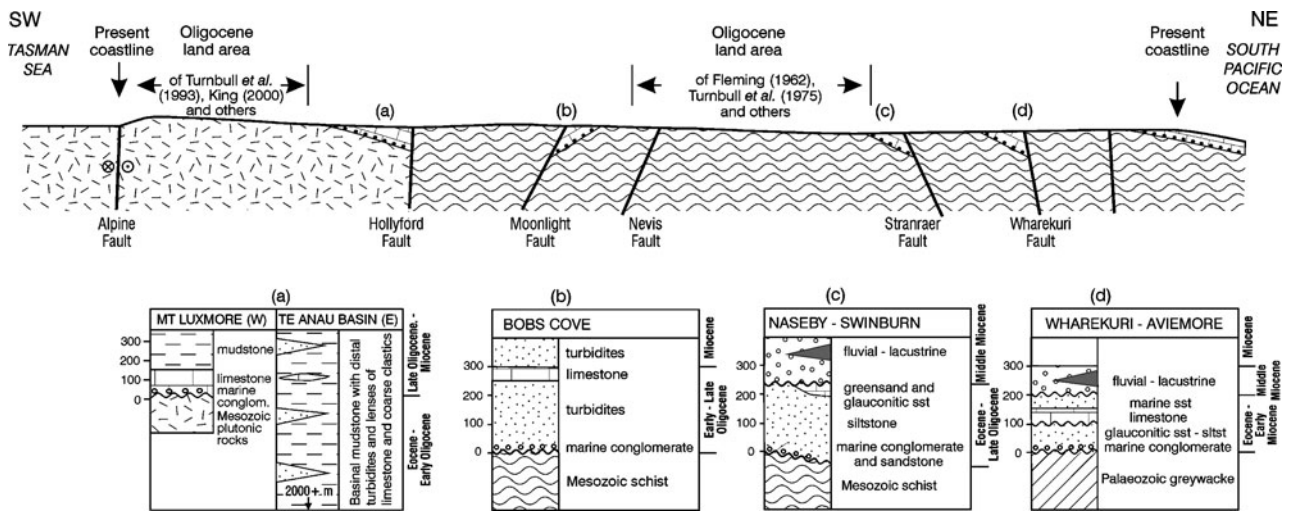 SW
NE
TASMAN
SEA
Present
coastline
Oligocene
land area
of Turnbull et al.
(1993), King (2000)
and others
Oligocene
land area
of Fleming (1962),
Turnbull et al. (1975)
and others
Present
coastline
SOUTH
PACIFIC
OCEAN
(a)
(b)
(c)
(d)
Alpine
Fault
Hollyford
Fault
Moonlight
Fault
Nevis
Fault
Stranraer
Fault
Wharekuri
Fault
(a)
MT LUXMORE (W)
TE ANAU BASIN (E)
300
200
100
0
mudstone
limestone
marine
conglom.
Mesozoic
plutonic
rocks
2000+ m
Basinal mudstone with distal
turbidites and lenses of
limestone and coarse clastics
Late Oligocene. -
Miocene
Eocene -
Early Oligocene
(b)
BOBS COVE
300
200
100
0
turbidites
limestone
turbidites
marine conglomerate
Mesozoic schist
Miocene
Early - Late
Oligocene
(c)
NASEBY - SWINBURN
300
200
100
0
fluvial - lacustrine
greensand and
glauconitic sst
siltstone
marine conglomerate
and sandstone
Mesozoic schist
Middle Miocene
Eocene -
Late Oligocene
(d)
WHAREKURI - AVIEMORE
300
200
100
0
fluvial - lacustrine
marine sst
limestone
glauconitic sst - sltst
marine conglomerate
Palaeozoic greywacke
Middle
Miocene
Eocene -
Early
Miocene